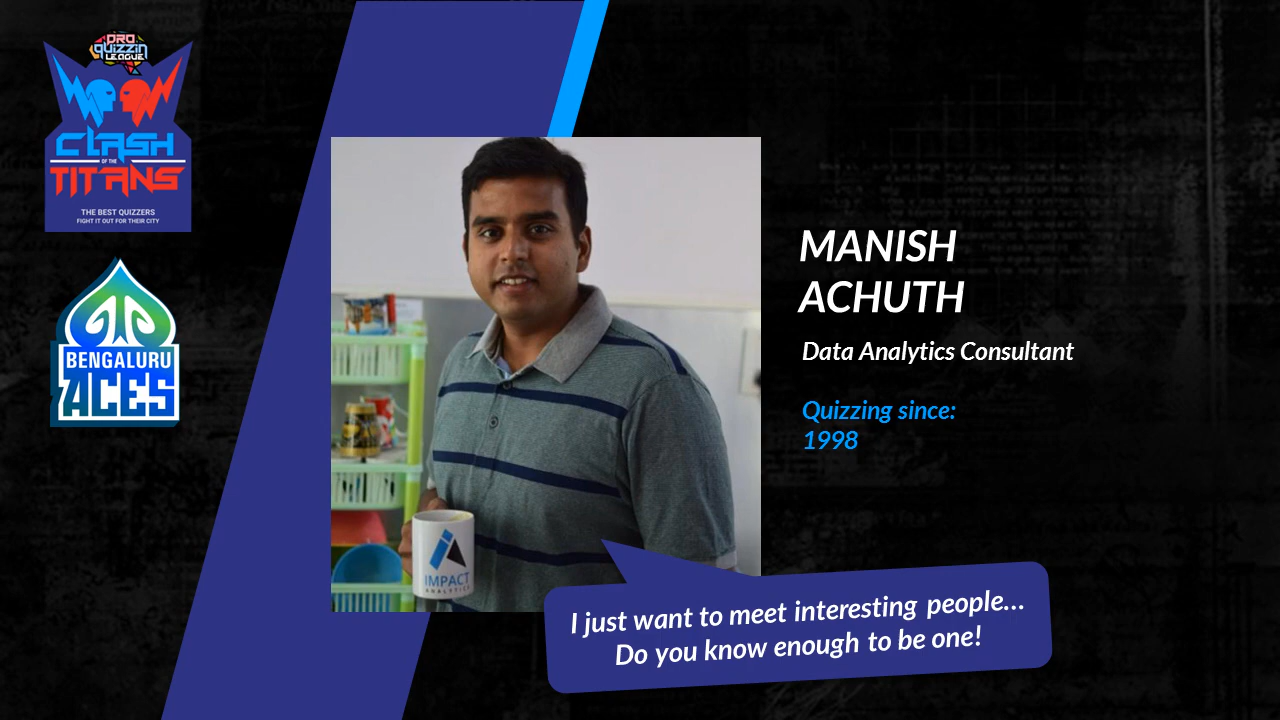 PRO
QUIZZIN
LEAGUE
CLASH
OF THE
TITANS
THE BEST QUIZZERS
FIGHT IT OUT FOR THEIR CITY
BENGALURU
ACES
MANISH
ACHUTH
Data Analytics Consultant
Quizzing since:
1998
IMPACT
ANALYTICS
I just want to meet interesting people...
Do you know enough to be one!